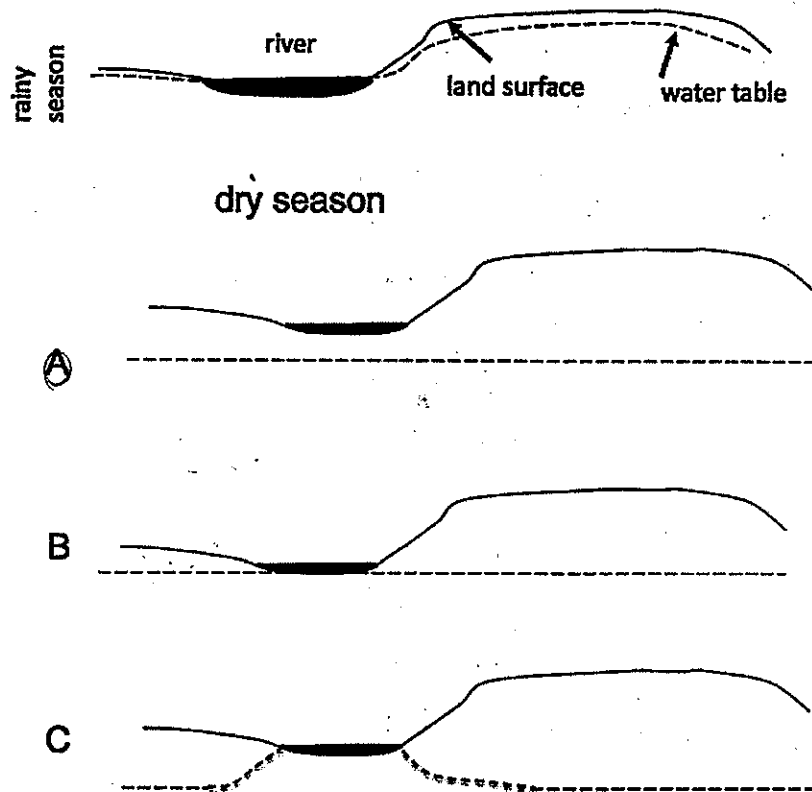 river
rainy season
land surface
water table
dry season
A
B
C